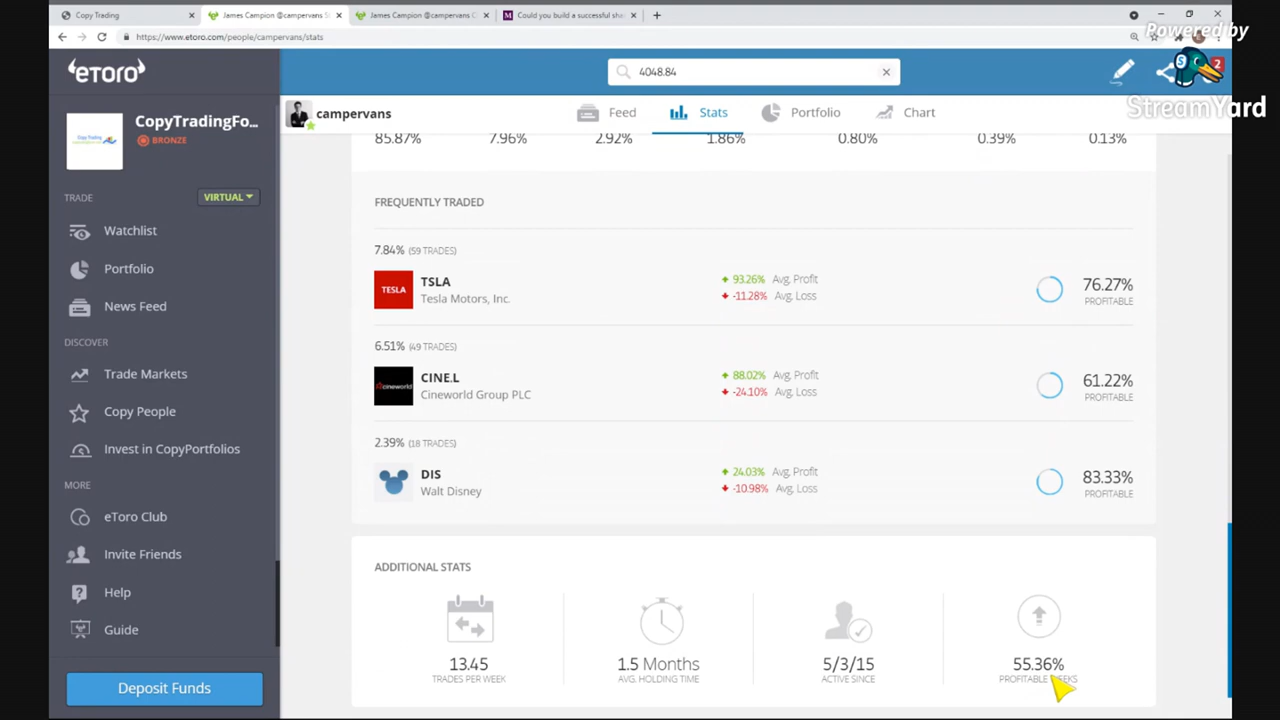 Copy Trading
James Campion @campervans St
James Campion @campervans C
Could you build a successful sha
https://www.etoro.com/people/campervans/stats
Powered by
StreamYard
eToro
4048.84
2
CopyTradingFo...
BRONZE
campervans
Feed
Stats
Portfolio
Chart
85.87%
7.96%
2.92%
1.86%
0.80%
0.39%
0.13%
TRADE
VIRTUAL
Watchlist
Portfolio
News Feed
DISCOVER
Trade Markets
Copy People
Invest in CopyPortfolios
MORE
eToro Club
Invite Friends
Help
Guide
Deposit Funds
FREQUENTLY TRADED
7.84% (59 TRADES)
TESLA
TSLA
Tesla Motors, Inc.
93.26% Avg. Profit
-11.28% Avg. Loss
76.27%
PROFITABLE
6.51% (49 TRADES)
cineworld
CINE.L
Cineworld Group PLC
88.02% Avg. Profit
-24.10% Avg. Loss
61.22%
PROFITABLE
2.39% (18 TRADES)
DIS
Walt Disney
24.03% Avg. Profit
-10.98% Avg. Loss
83.33%
PROFITABLE
ADDITIONAL STATS
13.45
TRADES PER WEEK
1.5 Months
AVG. HOLDING TIME
5/3/15
ACTIVE SINCE
55.36%
PROFITABLE WEEKS